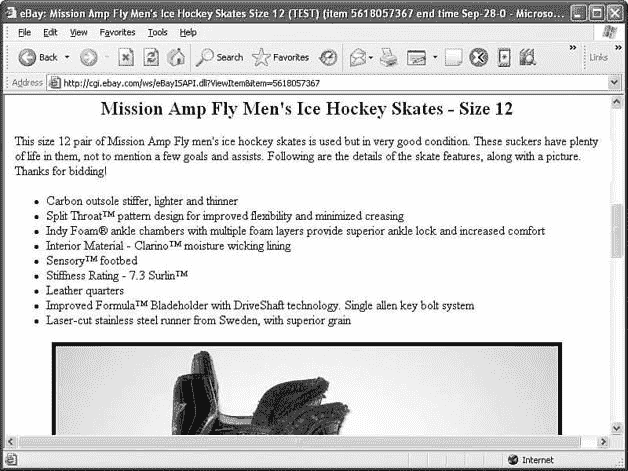 eBay: Mission Amp Fly Men's Ice Hockey Skates Size 12 (TEST) (item 5618057367 end time Sep-28-0 - Microso...
File Edit View Favorites Tools Help
Back Search Favorites Links
Address http://cgi.ebay.com/ws/eBayISAPI.dll?ViewItem&item=5618057367
Mission Amp Fly Men's Ice Hockey Skates - Size 12
This size 12 pair of Mission Amp Fly men's ice hockey skates is used but in very good condition. These suckers have plenty
of life in them, not to mention a few goals and assists. Following are the details of the skate features, along with a picture.
Thanks for bidding!
• Carbon outsole stiffer, lighter and thinner
• Split Throat™ pattern design for improved flexibility and minimized creasing
• Indy Foam® ankle chambers with multiple foam layers provide superior ankle lock and increased comfort
• Interior Material - Clarino™ moisture wicking lining
• Sensory™ footbed
• Stiffness Rating - 7.3 Surlin™
• Leather quarters
• Improved Formula™ Bladeholder with DriveShaft technology. Single allen key bolt system
• Laser-cut stainless steel runner from Sweden, with superior grain
Internet